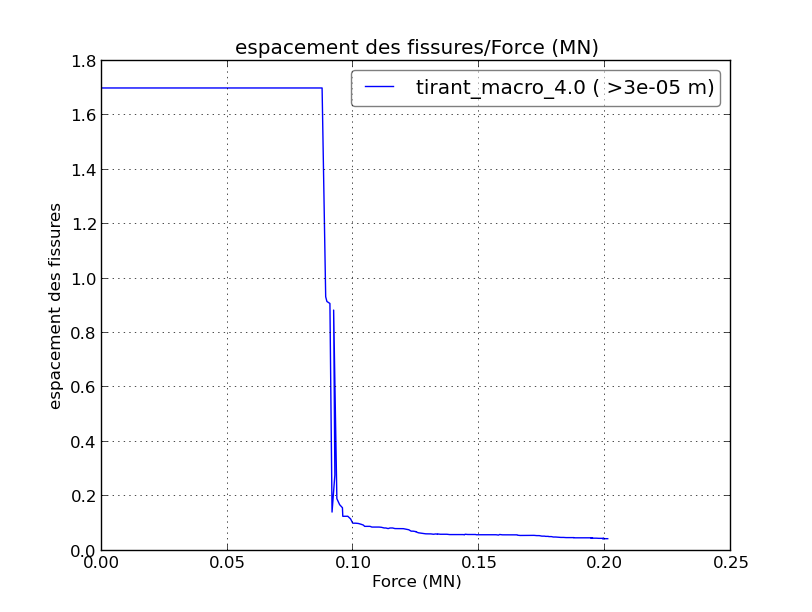 espacement des fissures/Force (MN)
tirant_macro_4.0 ( >3e-05 m)
espacement des fissures
1.8
1.6
1.4
1.2
1.0
0.8
0.6
0.4
0.2
0.0
0.00 0.05 0.10 0.15 0.20 0.25
Force (MN)